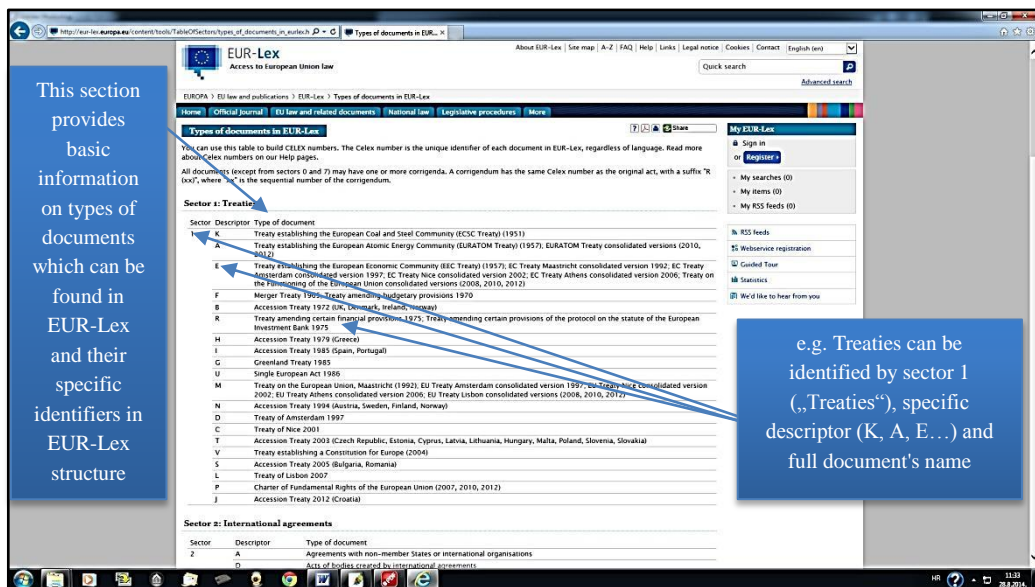 http://eur-lex.europa.eu/content/tools/TableOfSectors/types_of_documents_in_eurlex.h
Types of documents in EUR... ×
EUR-Lex
Access to European Union law
About EUR-Lex | Site map | A-Z | FAQ | Help | Links | Legal notice | Cookies | Contact
English (en)
Quick search
Advanced search
EUROPA > EU law and publications > EUR-Lex > Types of documents in EUR-Lex
Home Official Journal EU law and related documents National law Legislative procedures More
Types of documents in EUR-Lex
Share
You can use this table to build CELEX numbers. The Celex number is the unique identifier of each document in EUR-Lex, regardless of language. Read more
about Celex numbers on our Help pages.
All documents (except from sectors 0 and 7) may have one or more corrigenda. A corrigendum has the same Celex number as the original act, with a suffix "R
(xx)", where "xx" is the sequential number of the corrigendum.
Sector 1: Treaties
Sector Descriptor Type of document
1 K Treaty establishing the European Coal and Steel Community (ECSC Treaty) (1951)
A Treaty establishing the European Atomic Energy Community (EURATOM Treaty) (1957); EURATOM Treaty consolidated versions (2010,
2012)
E Treaty establishing the European Economic Community (EEC Treaty) (1957); EC Treaty Maastricht consolidated version 1992; EC Treaty
Amsterdam consolidated version 1997; EC Treaty Nice consolidated version 2002; EC Treaty Athens consolidated version 2006; Treaty on
the Functioning of the European Union consolidated versions (2008, 2010, 2012)
F Merger Treaty 1965; Treaty amending budgetary provisions 1970
B Accession Treaty 1972 (UK, Denmark, Ireland, Norway)
R Treaty amending certain financial provisions 1975; Treaty amending certain provisions of the protocol on the statute of the European
Investment Bank 1975
H Accession Treaty 1979 (Greece)
I Accession Treaty 1985 (Spain, Portugal)
G Greenland Treaty 1985
U Single European Act 1986
M Treaty on the European Union, Maastricht (1992); EU Treaty Amsterdam consolidated version 1997; EU Treaty Nice consolidated version
2002; EU Treaty Athens consolidated version 2006; EU Treaty Lisbon consolidated versions (2008, 2010, 2012)
N Accession Treaty 1994 (Austria, Sweden, Finland, Norway)
D Treaty of Amsterdam 1997
C Treaty of Nice 2001
T Accession Treaty 2003 (Czech Republic, Estonia, Cyprus, Latvia, Lithuania, Hungary, Malta, Poland, Slovenia, Slovakia)
V Treaty establishing a Constitution for Europe (2004)
S Accession Treaty 2005 (Bulgaria, Romania)
L Treaty of Lisbon 2007
P Charter of Fundamental Rights of the European Union (2007, 2010, 2012)
J Accession Treaty 2012 (Croatia)
Sector 2: International agreements
Sector Descriptor Type of document
2 A Agreements with non-member States or international organisations
D Acts of bodies created by international agreements
My EUR-Lex
Sign in
or Register
My searches (0)
My items (0)
My RSS feeds (0)
RSS feeds
Webservice registration
Guided Tour
Statistics
We'd like to hear from you
This section
provides
basic
information
on types of
documents
which can be
found in
EUR-Lex
and their
specific
identifiers in
EUR-Lex
structure
e.g. Treaties can be
identified by sector 1
(„Treaties“), specific
descriptor (K, A, E…) and
full document's name
HR
11:33
28.8.2014.